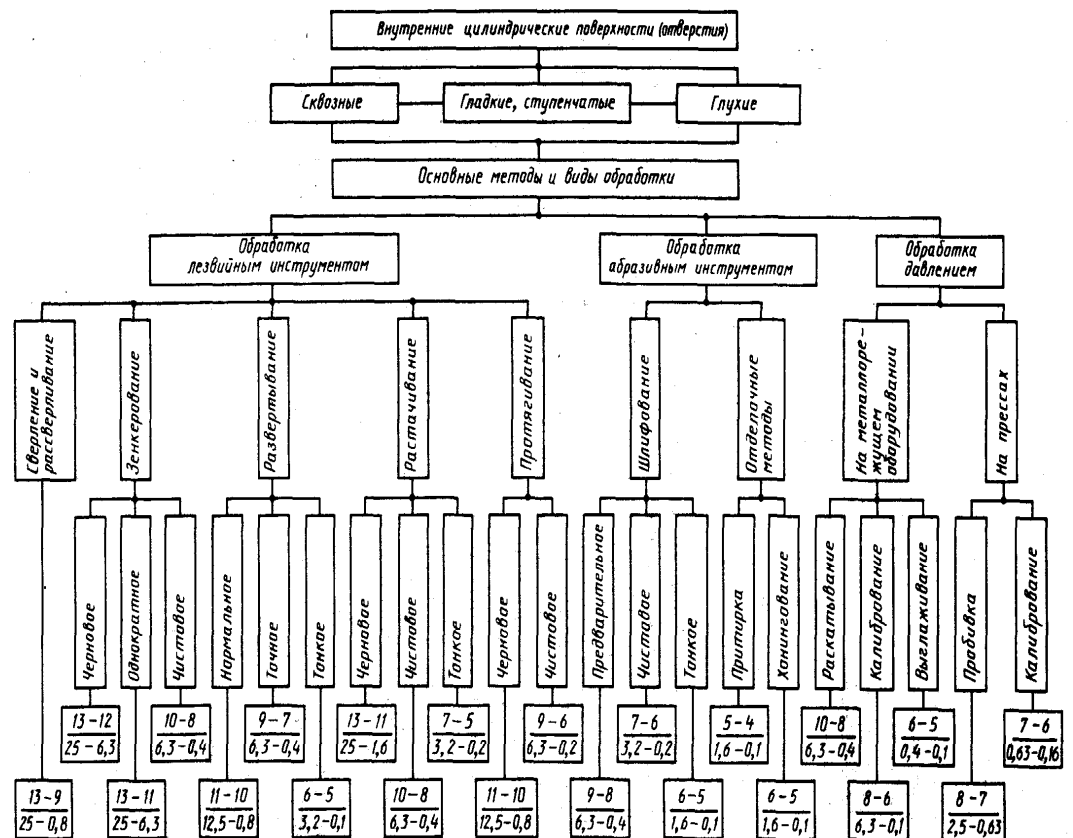 Внутренние цилиндрические поверхности (отверстия)
Сквозные
Гладкие, ступенчатые
Глухие
Основные методы и виды обработки
Обработка
лезвийным инструментом
Обработка
абразивным инструментом
Обработка
давлением
Сверление и
рассверливание
Зенкерование
Развертывание
Растачивание
Протягивание
Шлифование
Отделочные
методы
На металлоре-
жущем
оборудовании
На прессах
Черновое
Однократное
Чистовое
Нормальное
Точное
Тонкое
Черновое
Чистовое
Тонкое
Черновое
Чистовое
Предварительное
Чистовое
Тонкое
Притирка
Хонингование
Раскатывание
Калибрование
Выглаживание
Пробивка
Калибрование
13-12
25-6,3
10-8
6,3-0,4
9-7
6,3-0,4
13-11
25-1,6
7-5
3,2-0,2
9-6
6,3-0,2
7-6
3,2-0,2
5-4
1,6-0,1
10-8
6,3-0,4
6-5
0,4-0,1
7-6
0,63-0,16
13-9
25-0,8
13-11
25-6,3
11-10
12,5-0,8
6-5
3,2-0,1
10-8
6,3-0,4
11-10
12,5-0,8
9-8
6,3-0,4
6-5
1,6-0,1
6-5
1,6-0,1
8-6
6,3-0,1
8-7
2,5-0,63